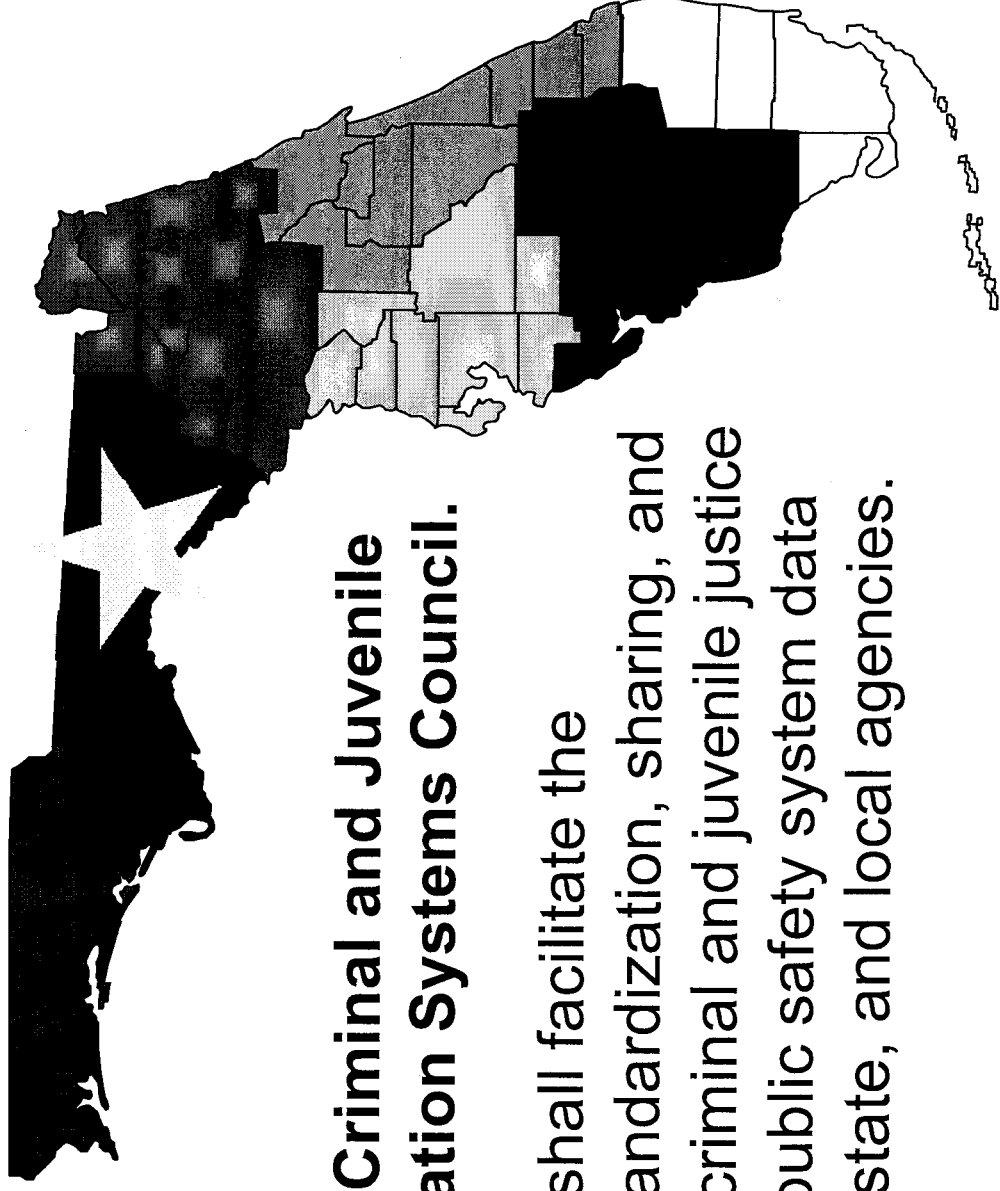 Criminal and Juvenile
ation Systems Council.
shall facilitate the
andardization, sharing, and
criminal and juvenile justice
public safety system data
state, and local agencies.